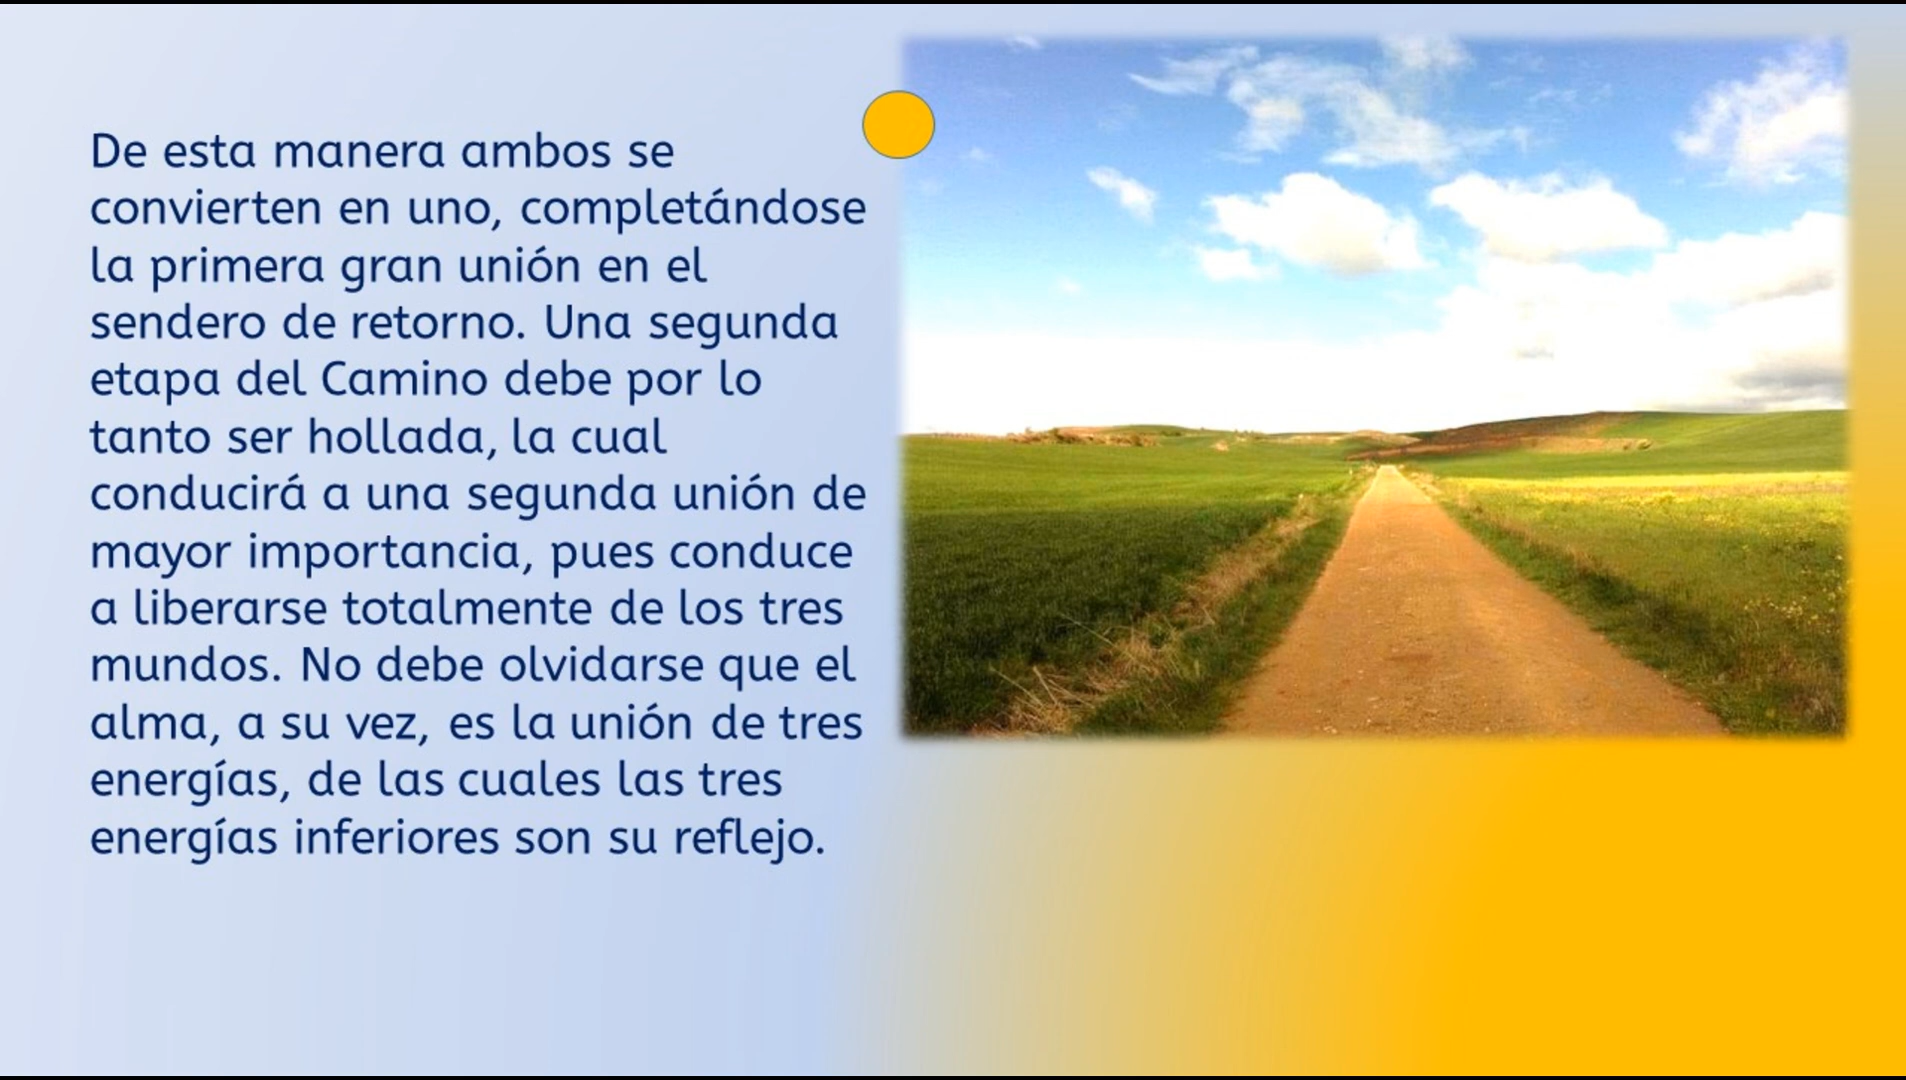 De esta manera ambos se
convierten en uno, completándose
la primera gran unión en el
sendero de retorno. Una segunda
etapa del Camino debe por lo
tanto ser hollada, la cual
conducirá a una segunda unión de
mayor importancia, pues conduce
a liberarse totalmente de los tres
mundos. No debe olvidarse que el
alma, a su vez, es la unión de tres
energías, de las cuales las tres
energías inferiores son su reflejo.